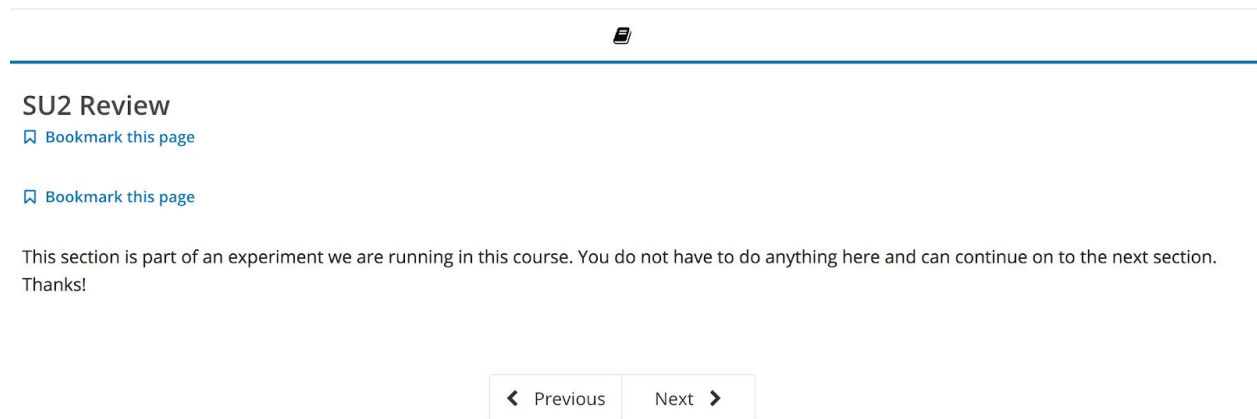 SU2 Review
Bookmark this page
Bookmark this page
This section is part of an experiment we are running in this course. You do not have to do anything here and can continue on to the next section.
Thanks!
Previous Next